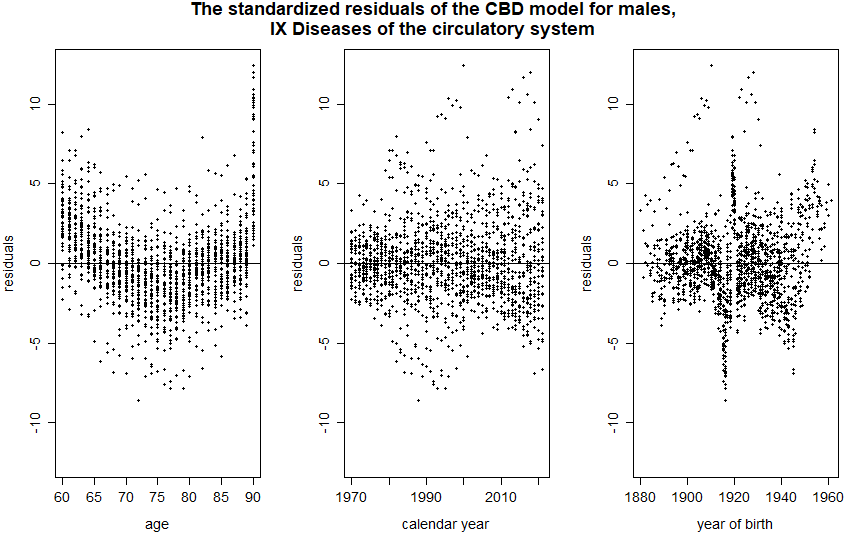 The standardized residuals of the CBD model for males,
IX Diseases of the circulatory system
residuals
-10 -5 0 5 10
60 65 70 75 80 85 90
age
residuals
-10 -5 0 5 10
1970 1990 2010
calendar year
residuals
-10 -5 0 5 10
1880 1900 1920 1940 1960
year of birth